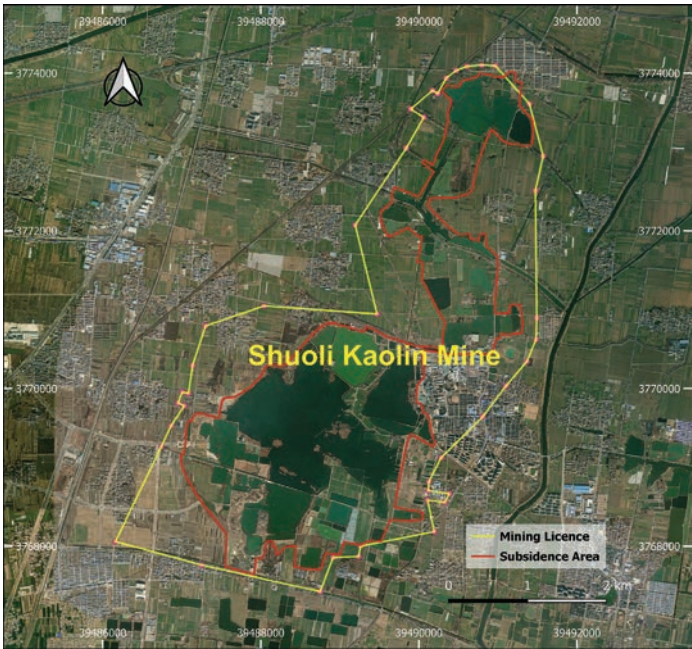 39486000 39488000 39490000 39492000
3774000 3774000
3772000 3772000
Shuoli Kaolin Mine
3770000 3770000
Mining Licence
3768000 3768000
Subsidence Area
0 1 2 km
39486000 39488000 39490000 39492000